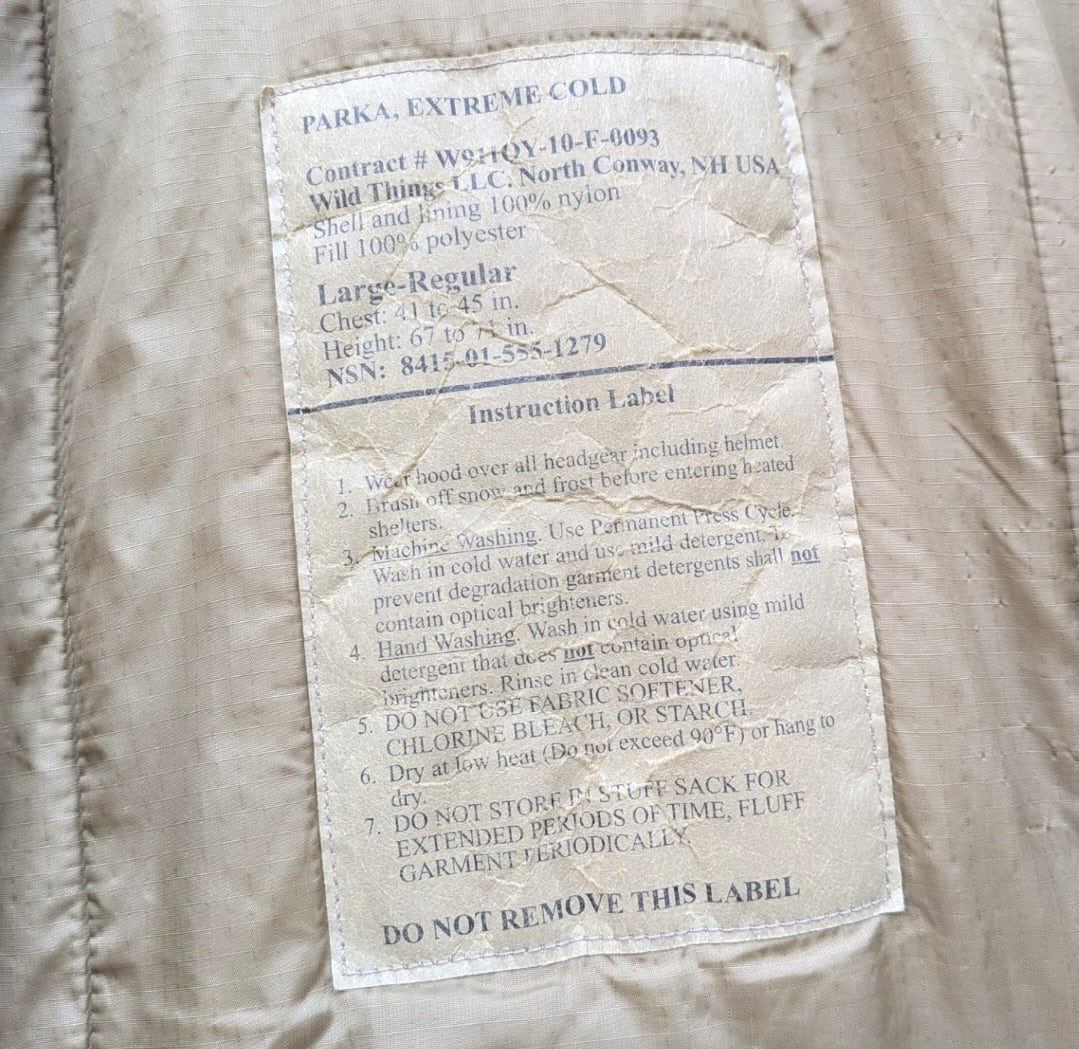 PARKA, EXTREME COLD
Contract # W911QY-10-F-0093
Wild Things LLC. North Conway, NH USA
Shell and lining 100% nylon
Fill 100% polyester
Large-Regular
Chest: 41 to 45 in.
Height: 67 to 71 in.
NSN: 8415-01-555-1279
Instruction Label
1. Wear hood over all headgear including helmet.
2. Brush off snow and frost before entering heated
shelters.
3. Machine Washing. Use Permanent Press Cycle.
Wash in cold water and use mild detergent. To
prevent degradation garment detergents shall not
contain optical brighteners.
4. Hand Washing. Wash in cold water using mild
detergent that does not contain optical
brighteners. Rinse in clean cold water.
5. DO NOT USE FABRIC SOFTENER,
CHLORINE BLEACH, OR STARCH.
6. Dry at low heat (Do not exceed 90°F) or hang to
dry.
7. DO NOT STORE IN STUFF SACK FOR
EXTENDED PERIODS OF TIME, FLUFF
GARMENT PERIODICALLY.
DO NOT REMOVE THIS LABEL